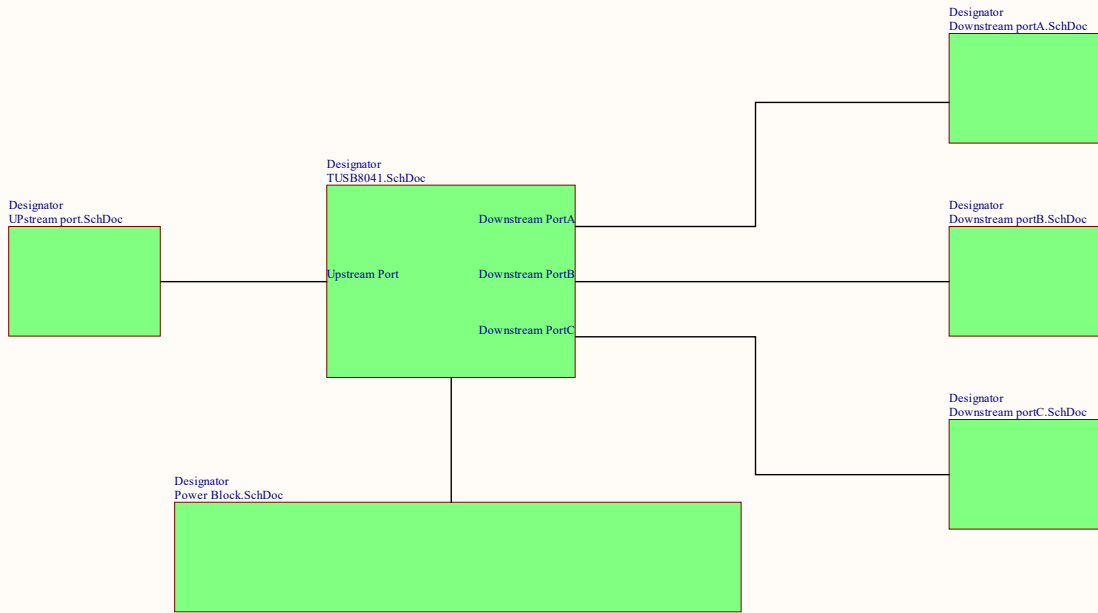 Designator
Downstream portA.SchDoc
Designator
TUSB8041.SchDoc
Designator
UPstream port.SchDoc
Downstream PortA
Designator
Downstream portB.SchDoc
Upstream Port
Downstream PortB
Downstream PortC
Designator
Downstream portC.SchDoc
Designator
Power Block.SchDoc